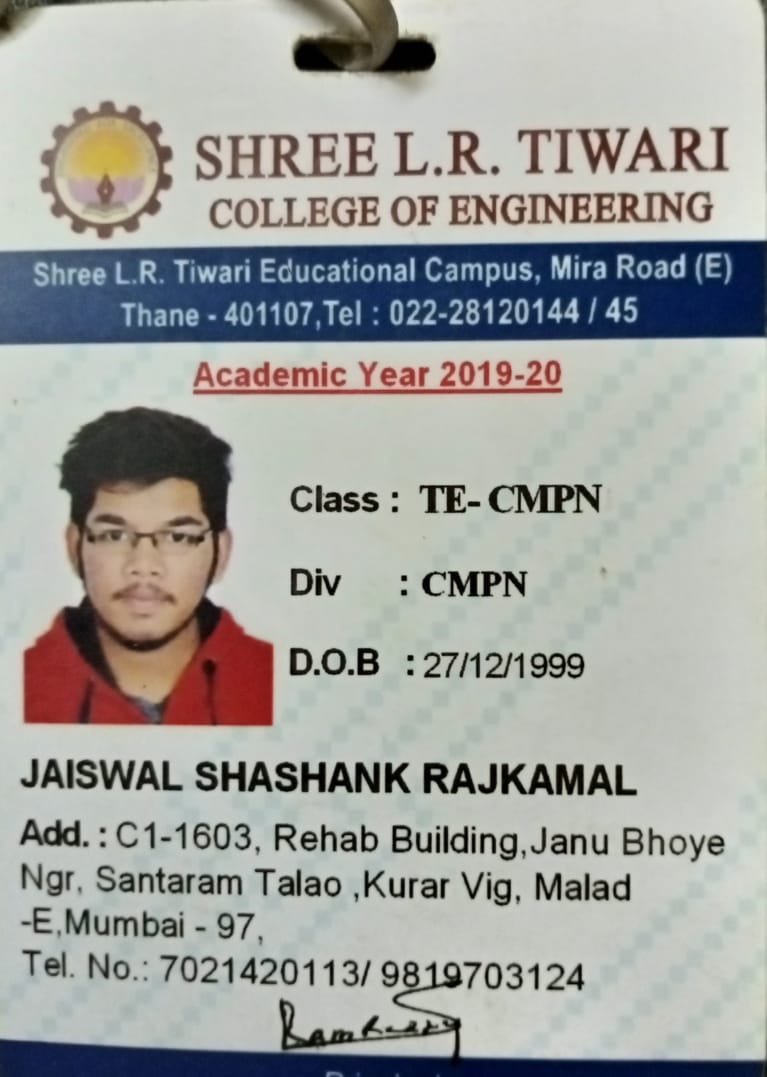 SHREE L.R. TIWARI
COLLEGE OF ENGINEERING
Shree L.R. Tiwari Educational Campus, Mira Road (E)
Thane - 401107,Tel : 022-28120144 / 45
Academic Year 2019-20
Class : TE- CMPN
Div : CMPN
D.O.B : 27/12/1999
JAISWAL SHASHANK RAJKAMAL
Add. : C1-1603, Rehab Building,Janu Bhoye
Ngr, Santaram Talao ,Kurar Vig, Malad
-E,Mumbai - 97,
Tel. No.: 7021420113/ 9819703124